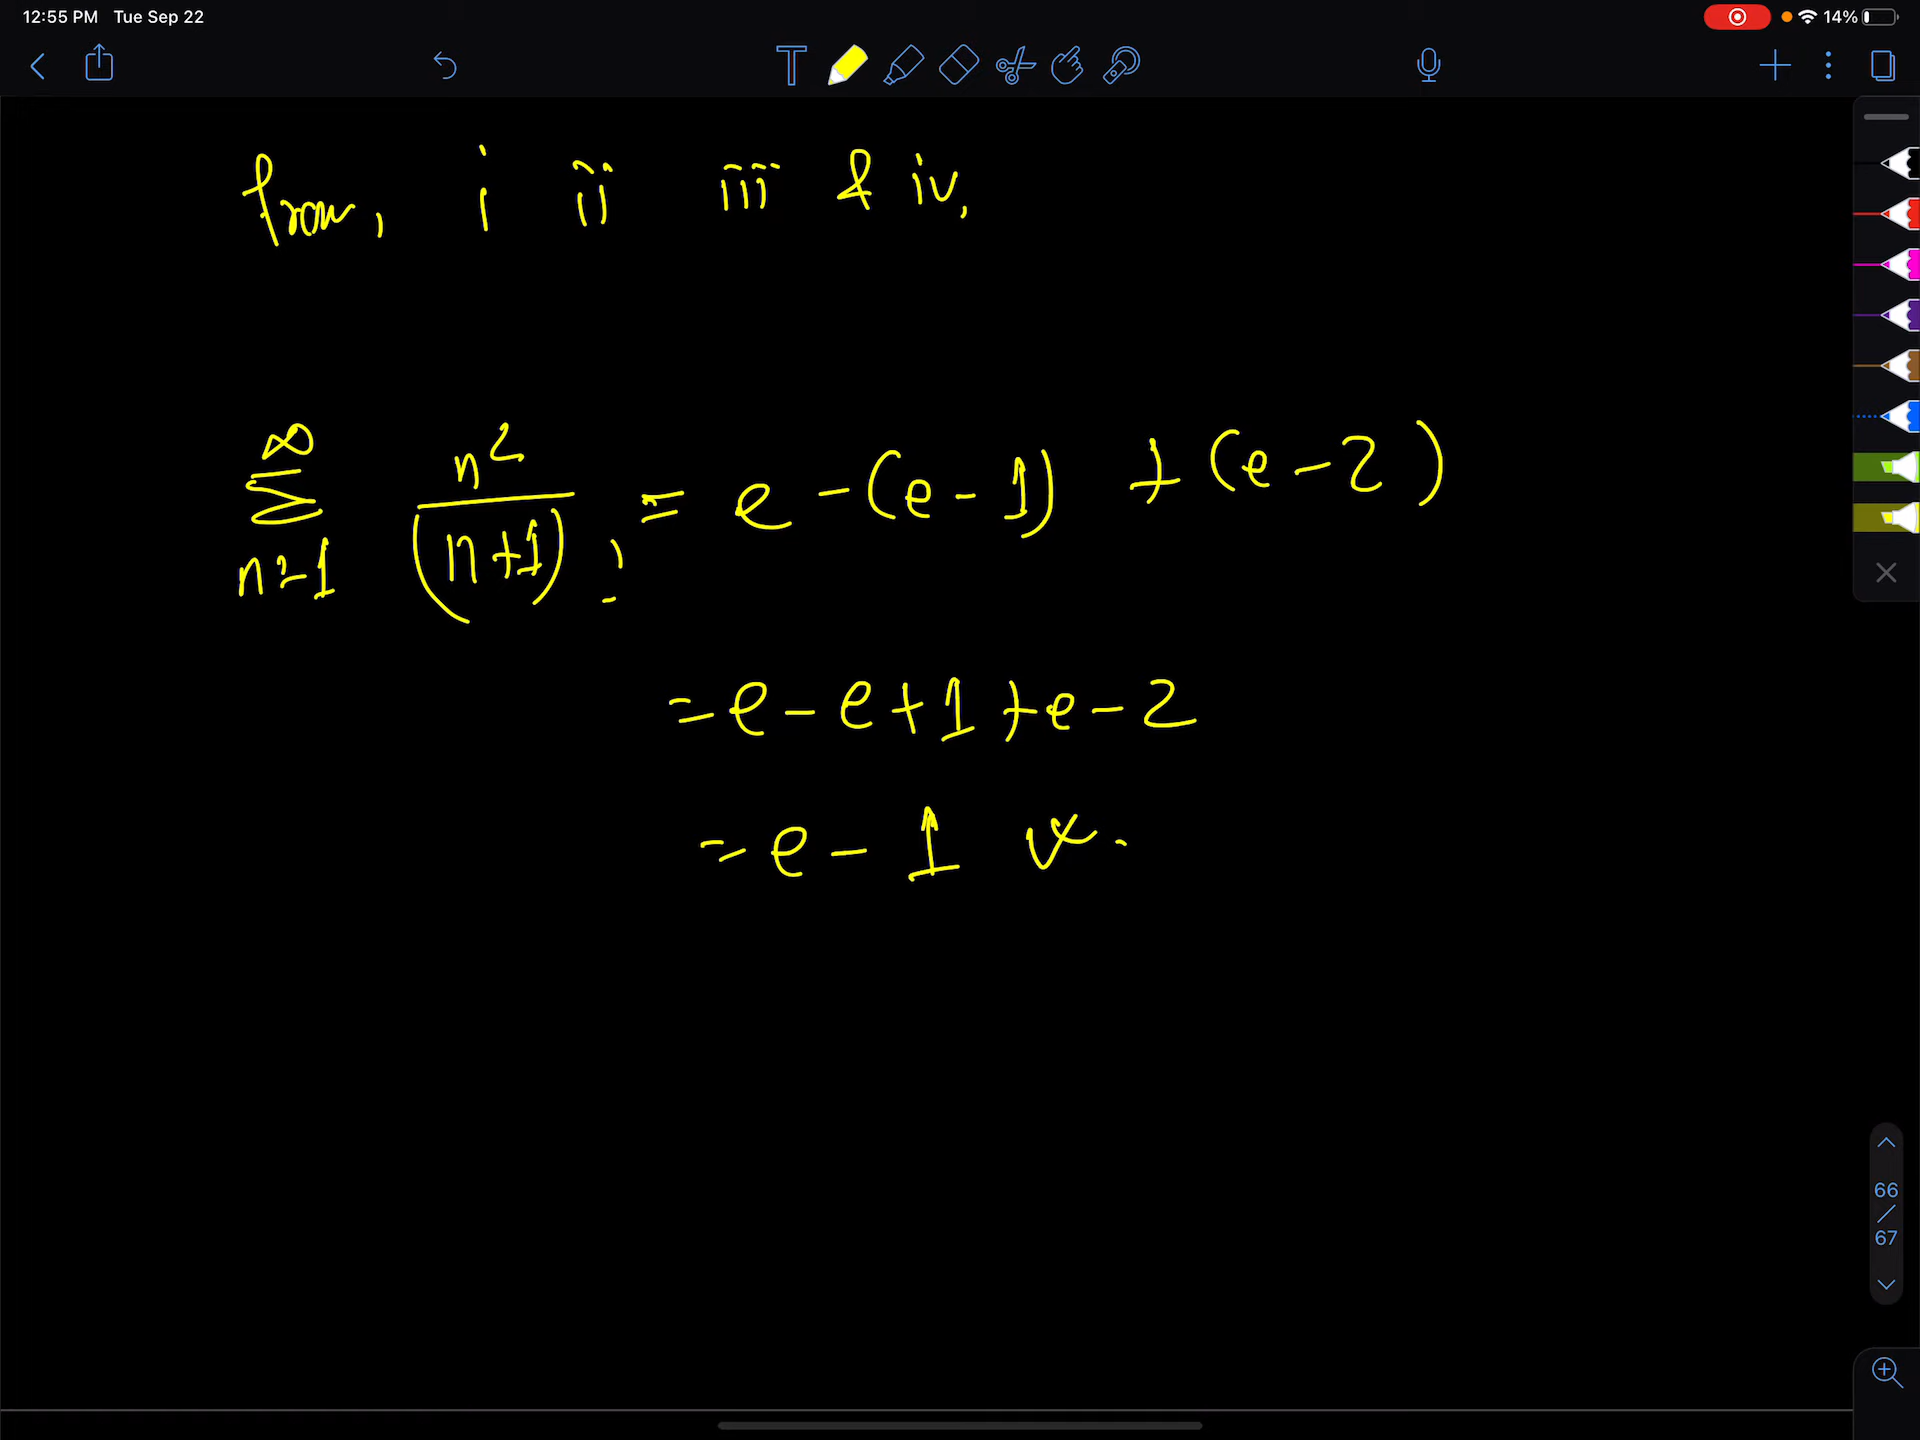 12:55 PM Tue Sep 22 14%
from, i ii iii & iv,
∞
∑ n² / (n+1)! = e - (e - 1) + (e - 2)
n=1
= e - e + 1 + e - 2
= e - 1
66
/
67